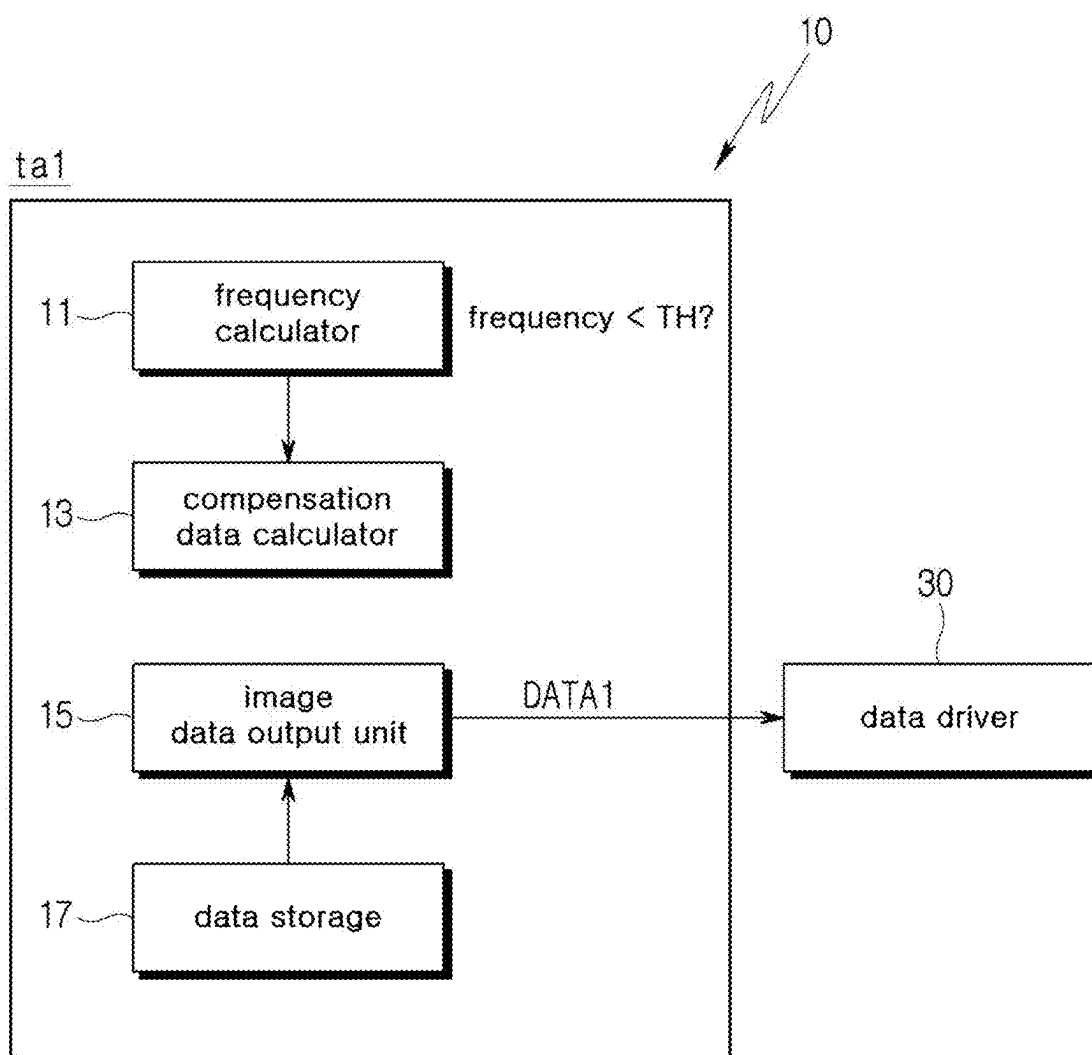 10
ta1
11
frequency
calculator
frequency < TH?
13
compensation
data calculator
30
15
image
data output unit
DATA1
data driver
17
data storage